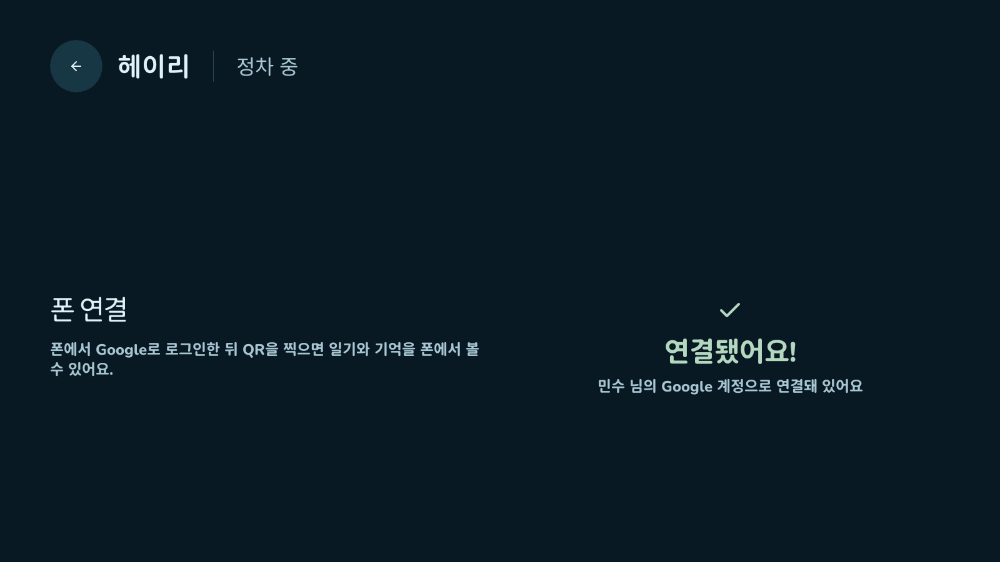 헤이리
정차 중
폰 연결
폰에서 Google로 로그인한 뒤 QR을 찍으면 일기와 기억을 폰에서 볼
수 있어요.
연결됐어요!
민수 님의 Google 계정으로 연결돼 있어요